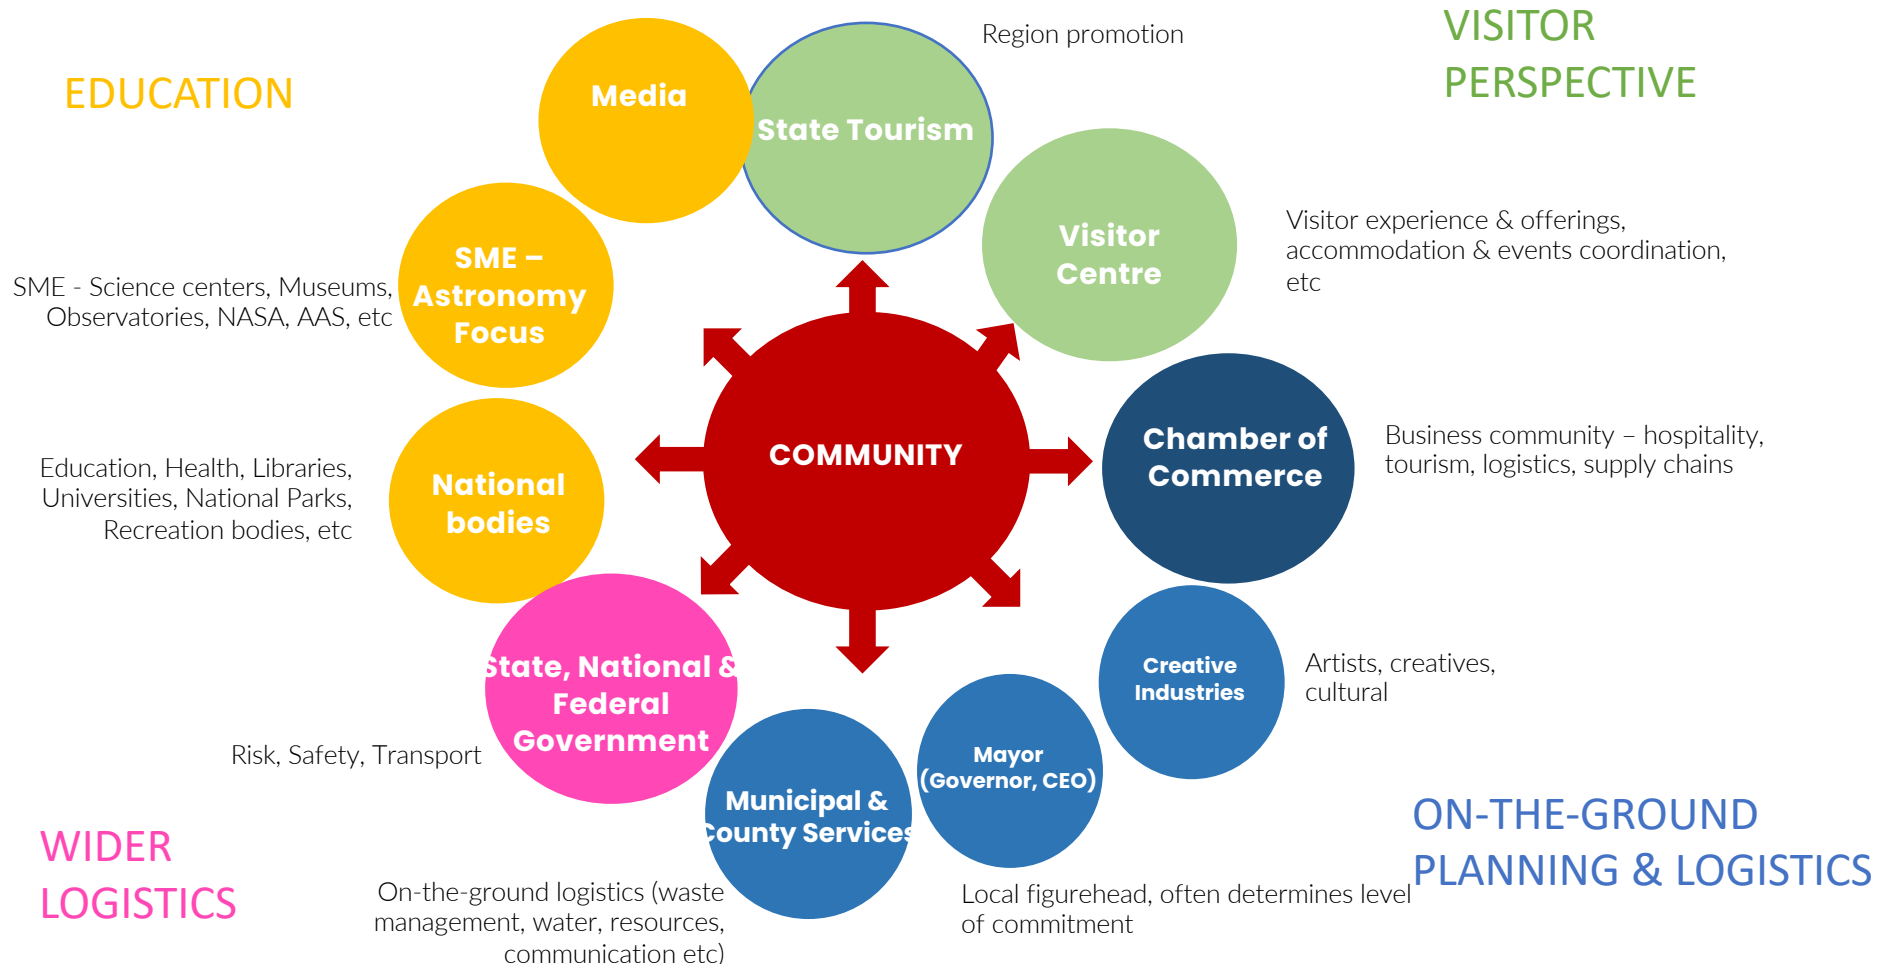 EDUCATION
Media
State Tourism
Region promotion
VISITOR
PERSPECTIVE
SME –
Astronomy
Focus
SME - Science centers, Museums,
Observatories, NASA, AAS, etc
Visitor
Centre
Visitor experience & offerings,
accommodation & events coordination,
etc
COMMUNITY
Chamber of
Commerce
Business community – hospitality,
tourism, logistics, supply chains
Education, Health, Libraries,
Universities, National Parks,
Recreation bodies, etc
National
bodies
State, National &
Federal
Government
Risk, Safety, Transport
Creative
Industries
Artists, creatives,
cultural
Mayor
(Governor, CEO)
Municipal &
County Services
WIDER
LOGISTICS
On-the-ground logistics (waste
management, water, resources,
communication etc)
Local figurehead, often determines level
of commitment
ON-THE-GROUND
PLANNING & LOGISTICS